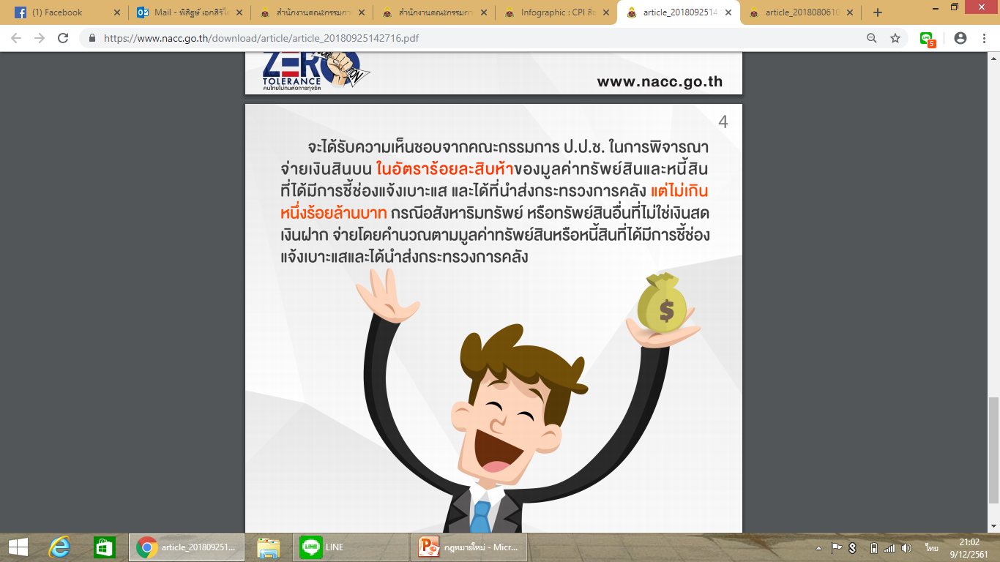 (1) Facebook
Mail - พิสิฐษ์ เอกสิริ
สำนักงานคณะกรรมกา
สำนักงานคณะกรรมกา
Infographic : CPI
article_2018092514
article_2018080610
https://www.nacc.go.th/download/article/article_20180925142716.pdf
5
ZER
TION
TOLERANCE
คนไทยไม่ทนต่อการทุจริต
www.nacc.go.th
4
จะได้รับความเห็นชอบจากคณะกรรมการ ป.ป.ช. ในการพิจารณา
จ่ายเงินสินบน ในอัตราร้อยละสิบห้าของมูลค่าทรัพย์สินและหนี้สิน
ที่ได้มีการชี้ช่องแจ้งเบาะแส และได้ที่นำส่งกระทรวงการคลัง แต่ไม่เกิน
หนึ่งร้อยล้านบาท กรณีอสังหาริมทรัพย์ หรือทรัพย์สินอื่นที่ไม่ใช่เงินสด
เงินฝาก จ่ายโดยคำนวณตามมูลค่าทรัพย์สินหรือหนี้สินที่ได้มีการชี้ช่อง
แจ้งเบาะแสและได้นำส่งกระทรวงการคลัง
$
article_201809251...
LINE
กฎหมายใหม่ - Micr...
ไทย
21:02
9/12/2561